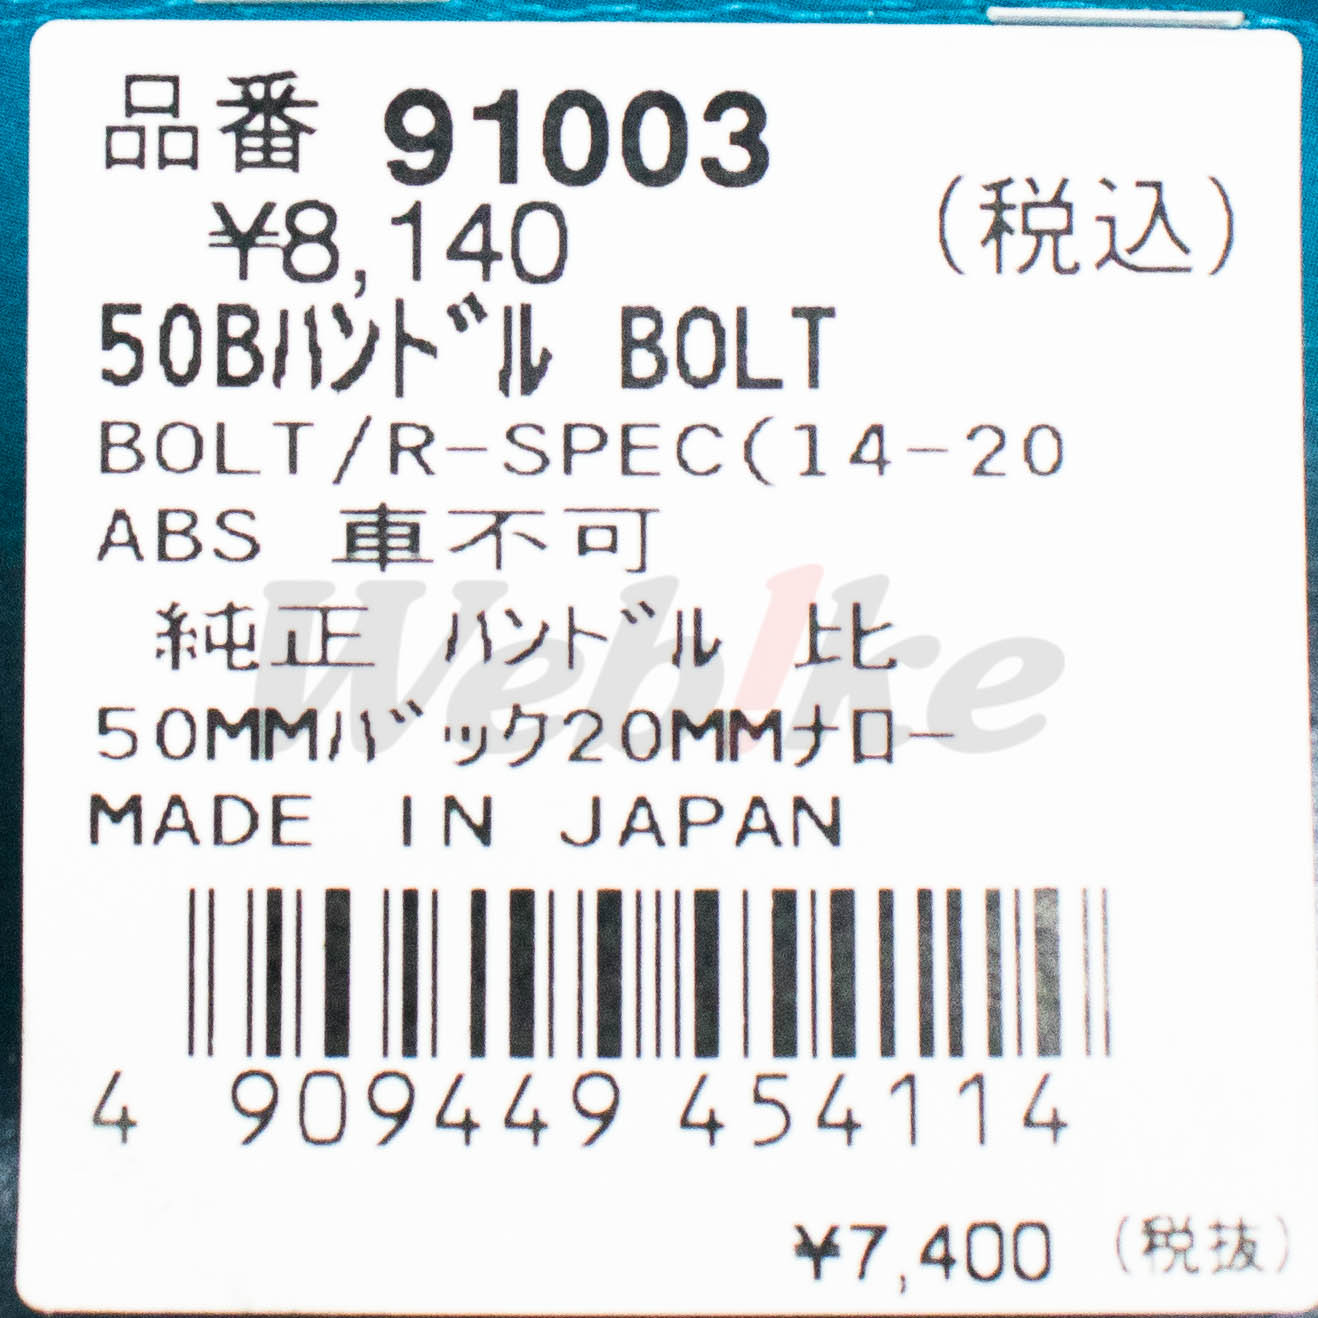 品番 91003
¥8,140 (税込)
50Bﾊﾝﾄﾞﾙ BOLT
BOLT/R-SPEC(14-20
ABS 車不可
純正 ﾊﾝﾄﾞﾙ 比
50MMﾊﾞｯｸ20MMﾅﾛｰ
MADE IN JAPAN
4 909449 454114
¥7,400 (税抜)
Webike